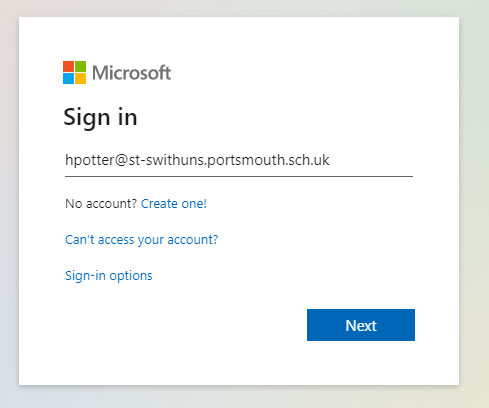 Microsoft
Sign in
hpotter@st-swithuns.portsmouth.sch.uk
No account? Create one!
Can't access your account?
Sign-in options
Next